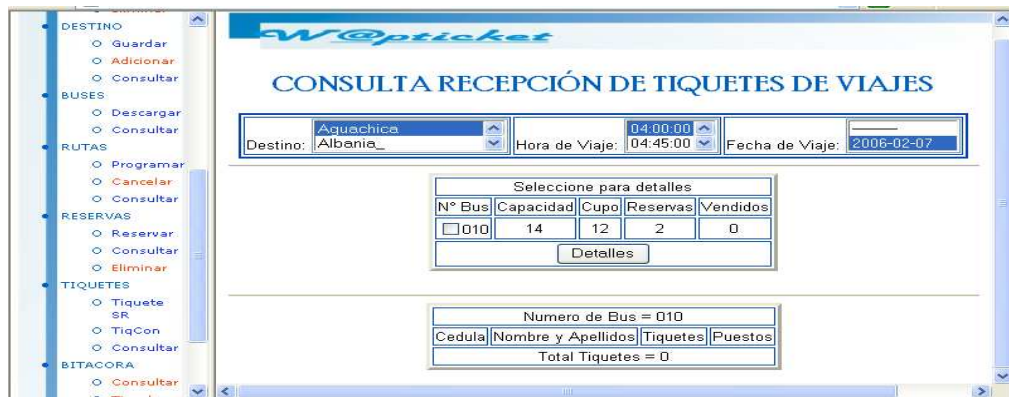 DESTINO
Guardar
Adicionar
Consultar
BUSES
Descargar
Consultar
RUTAS
Programar
Cancelar
Consultar
RESERVAS
Reservar
Consultar
Eliminar
TIQUETES
Tiquete
SR
TiqCon
Consultar
BITACORA
Consultar
W@pticket
CONSULTA RECEPCIÓN DE TIQUETES DE VIAJES
Destino: Aguachica Albania_ Hora de Viaje: 04:00:00 04:45:00 Fecha de Viaje: -------- 2006-02-07
Seleccione para detalles
N° Bus Capacidad Cupo Reservas Vendidos
010 14 12 2 0
Detalles
Numero de Bus = 010
Cedula Nombre y Apellidos Tiquetes Puestos
Total Tiquetes = 0